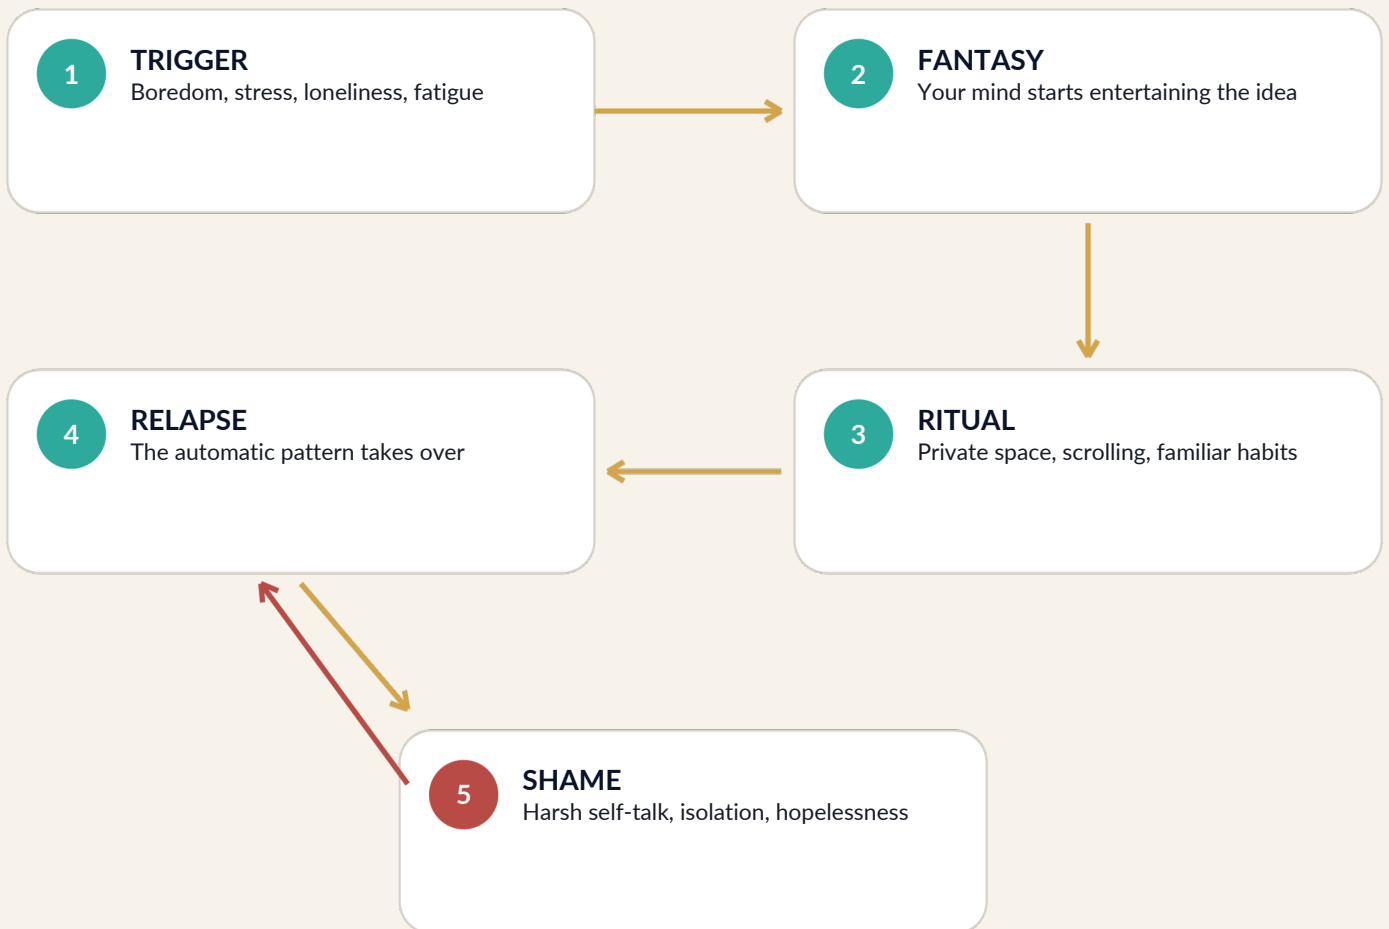 1
TRIGGER
Boredom, stress, loneliness, fatigue
2
FANTASY
Your mind starts entertaining the idea
3
RITUAL
Private space, scrolling, familiar habits
4
RELAPSE
The automatic pattern takes over
5
SHAME
Harsh self-talk, isolation, hopelessness